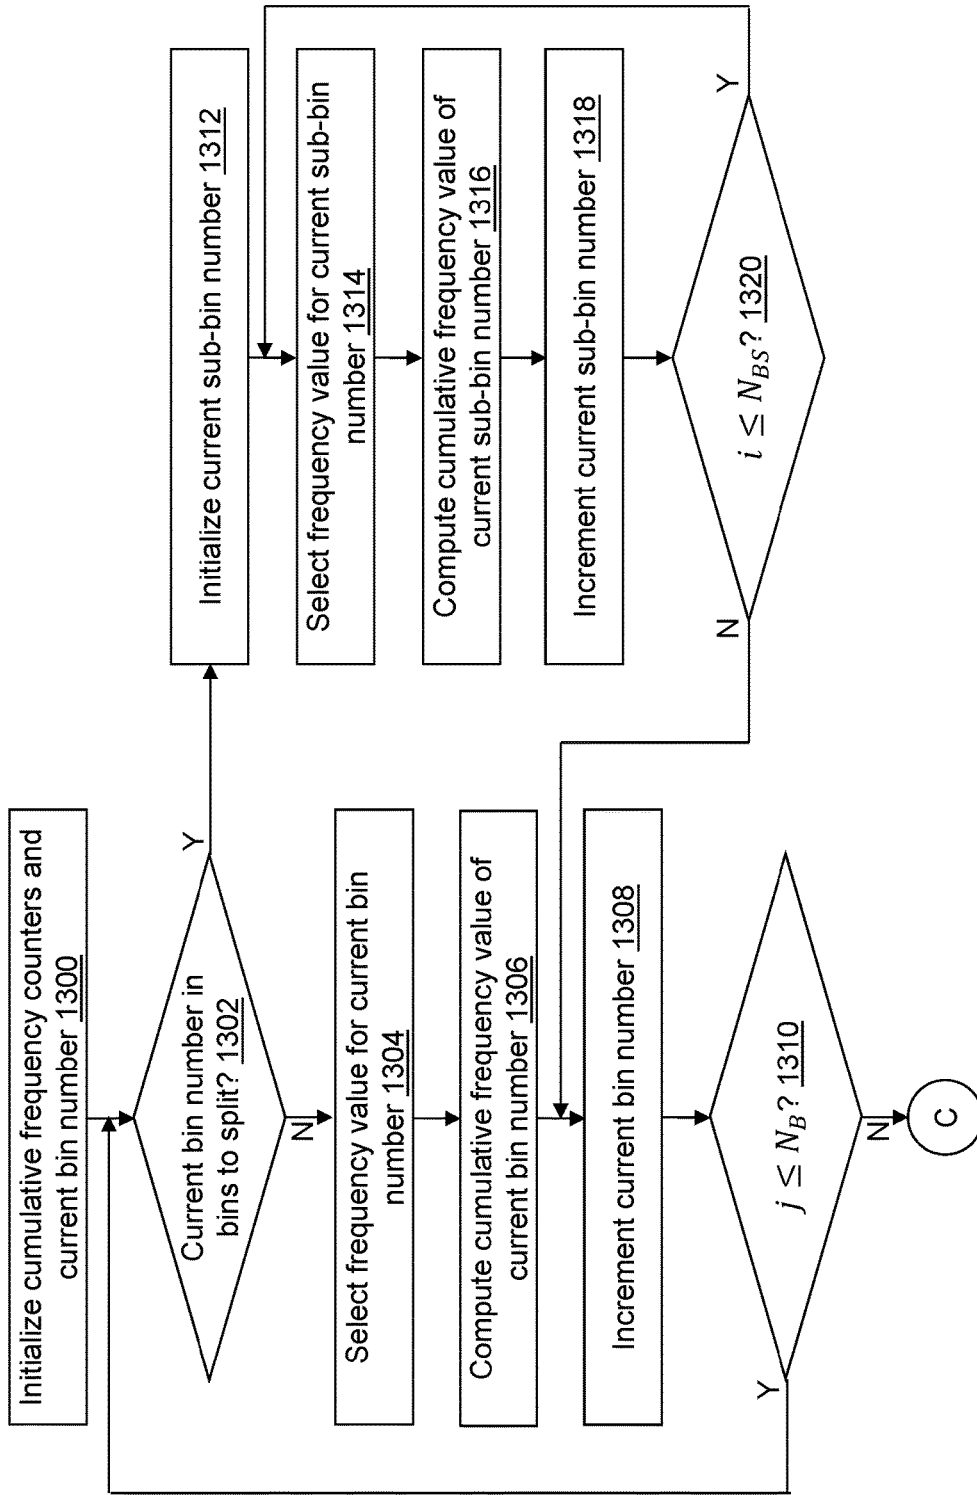 Initialize cumulative frequency counters and
current bin number 1300
Current bin number in
bins to split? 1302
Y
N
Select frequency value for current bin
number 1304
Compute cumulative frequency value of
current bin number 1306
Increment current bin number 1308
j ≤ N_B? 1310
Y
N
C
Initialize current sub-bin number 1312
Select frequency value for current sub-bin
number 1314
Compute cumulative frequency value of
current sub-bin number 1316
Increment current sub-bin number 1318
i ≤ N_{BS}? 1320
N
Y